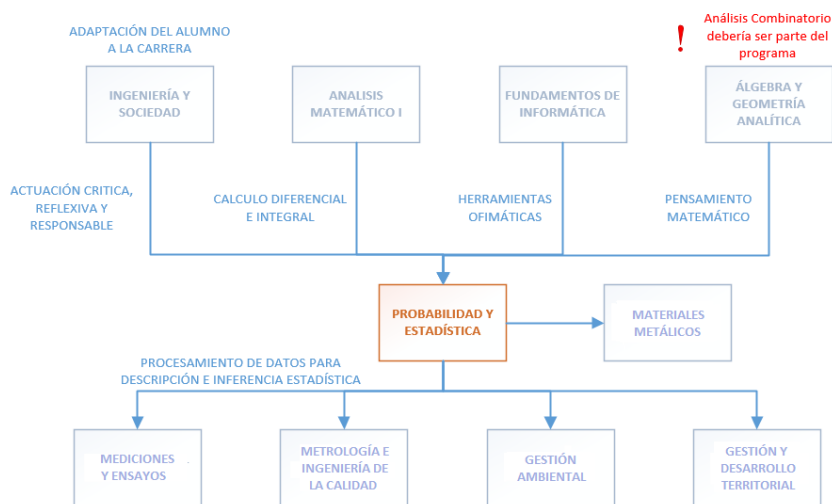 ADAPTACIÓN DEL ALUMNO
A LA CARRERA
!
Análisis Combinatorio
debería ser parte del
programa
INGENIERÍA Y
SOCIEDAD
ANALISIS
MATEMÁTICO I
FUNDAMENTOS DE
INFORMÁTICA
ÁLGEBRA Y
GEOMETRÍA
ANALÍTICA
ACTUACIÓN CRITICA,
REFLEXIVA Y
RESPONSABLE
CALCULO DIFERENCIAL
E INTEGRAL
HERRAMIENTAS
OFIMÁTICAS
PENSAMIENTO
MATEMÁTICO
PROBABILIDAD Y
ESTADÍSTICA
MATERIALES
METÁLICOS
PROCESAMIENTO DE DATOS PARA
DESCRIPCIÓN E INFERENCIA ESTADÍSTICA
MEDICIONES
Y ENSAYOS
METROLOGÍA E
INGENIERÍA DE
LA CALIDAD
GESTIÓN
AMBIENTAL
GESTIÓN Y
DESARROLLO
TERRITORIAL